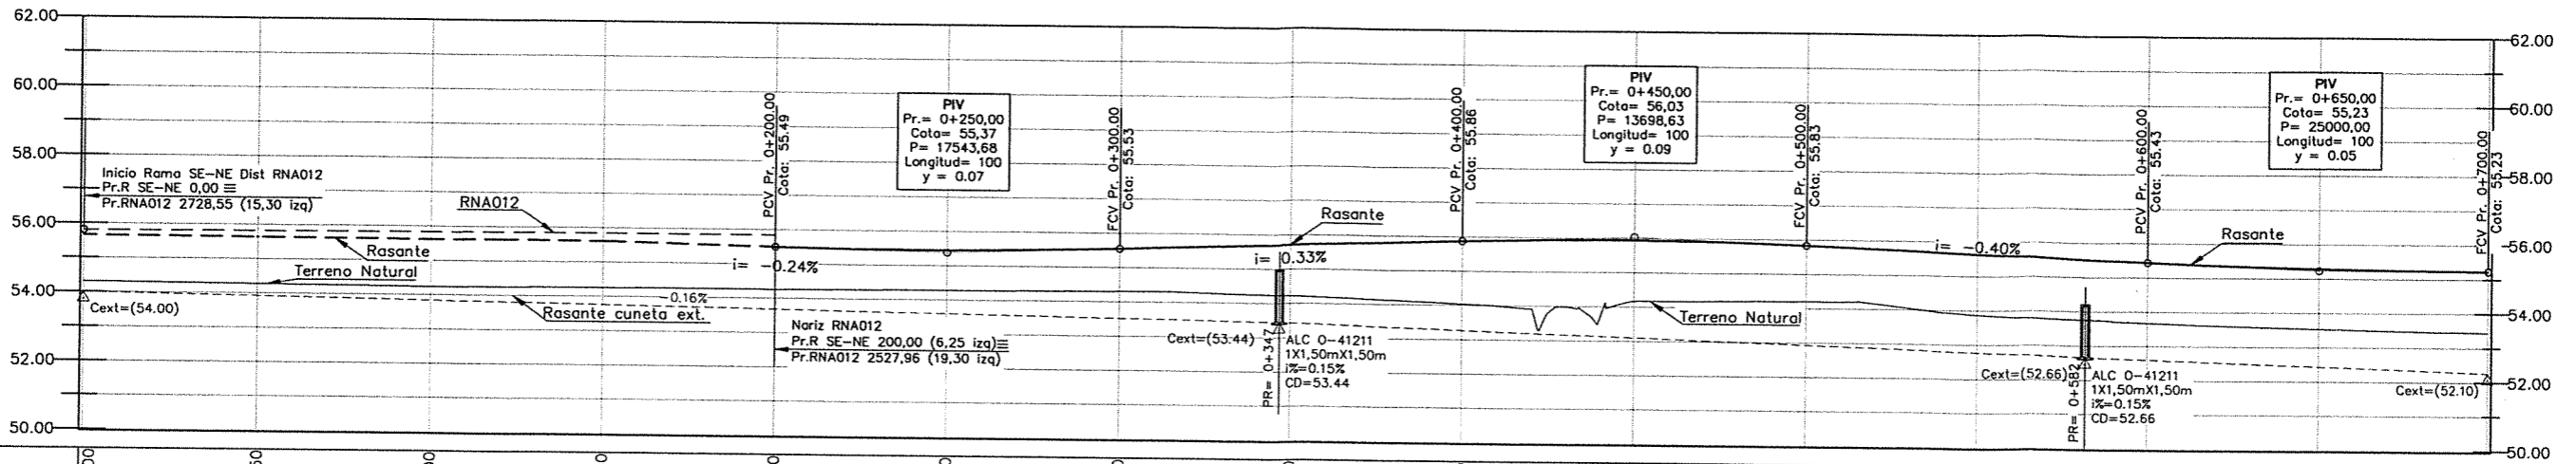 62.00
60.00
58.00
56.00
54.00
52.00
50.00
Inicio Rama SE-NE Dist RNA012
Pr.R SE-NE 0,00 ≡
Pr.RNA012 2728,55 (15,30 izq)
RNA012
Rasante
Terreno Natural
Cext=(54.00)
Rasante cuneta ext.
0.16%
PCV Pr. 0+200.00
Cota: 55.49
i= -0.24%
Nariz RNA012
Pr.R SE-NE 200,00 (6,25 izq)≡
Pr.RNA012 2527,96 (19,30 izq)
PIV
Pr.= 0+250,00
Cota= 55,37
P= 17543,68
Longitud= 100
y = 0.07
FCV Pr. 0+300.00
Cota: 55.53
i= 0.33%
Rasante
Cext=(53.44)
PR= 0+347
ALC O-41211
1X1,50mX1,50m
i%=0.15%
CD=53.44
PCV Pr. 0+400.00
Cota: 55.86
PIV
Pr.= 0+450,00
Cota= 56,03
P= 13698,63
Longitud= 100
y = 0.09
Terreno Natural
FCV Pr. 0+500.00
Cota: 55.83
i= -0.40%
Cext=(52.66)
PR= 0+582
ALC O-41211
1X1,50mX1,50m
i%=0.15%
CD=52.66
PCV Pr. 0+600.00
Cota: 55.43
Rasante
PIV
Pr.= 0+650,00
Cota= 55,23
P= 25000,00
Longitud= 100
y = 0.05
FCV Pr. 0+700.00
Cota: 55.23
Cext=(52.10)
62.00
60.00
58.00
56.00
54.00
52.00
50.00